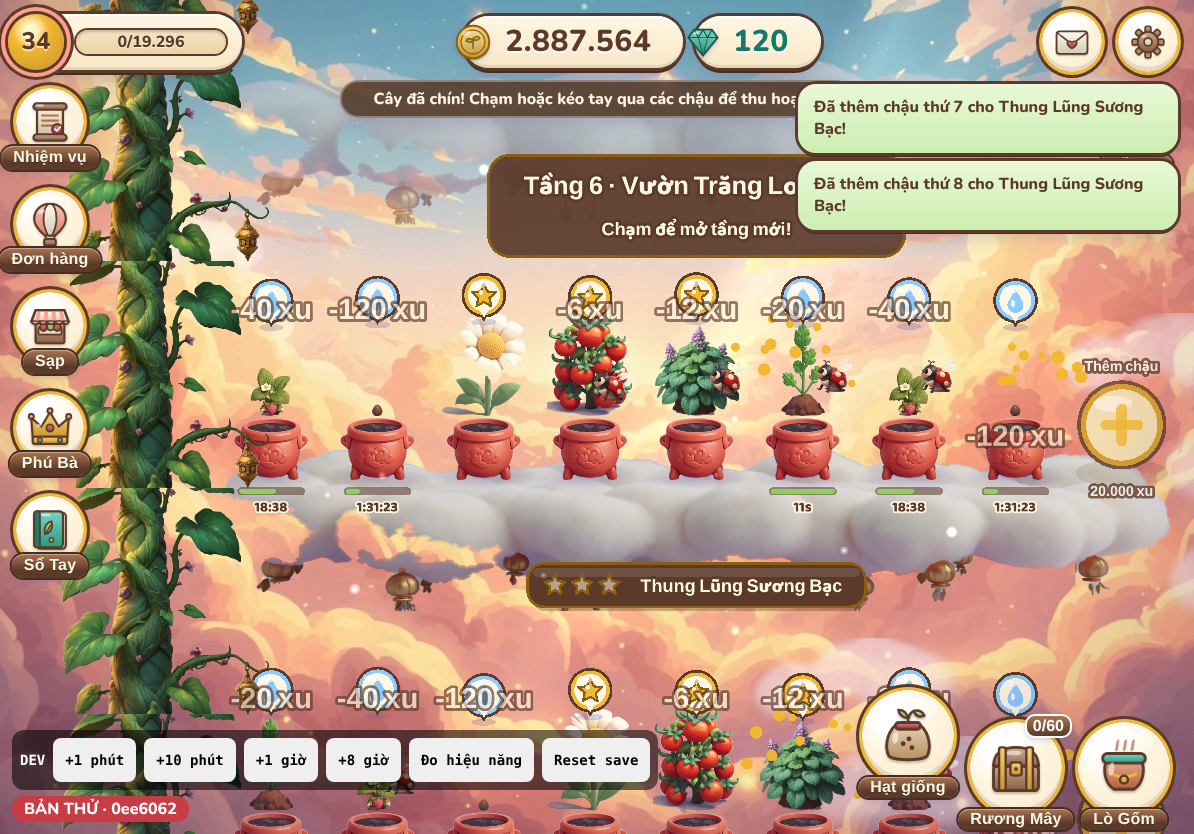 34
0/19.296
2.887.564
120
Cây đã chín! Chạm hoặc kéo tay qua các chậu để thu
Đã thêm chậu thứ 7 cho Thung Lũng Sương
Bạc!
Đã thêm chậu thứ 8 cho Thung Lũng Sương
Bạc!
Nhiệm vụ
Tầng 6 · Vườn Trăng
Chạm để mở tầng mới!
Đơn hàng
-40 xu
-120 xu
-6 xu
-12 xu
-20 xu
-40 xu
Sạp
Thêm chậu
-120 xu
20.000 xu
Phú Bà
18:38
1:31:23
11s
18:38
1:31:23
Sổ Tay
Thung Lũng Sương Bạc
-20 xu
-40 xu
-120 xu
-6 xu
-12 xu
0/60
DEV
+1 phút
+10 phút
+1 giờ
+8 giờ
Đo hiệu năng
Reset save
Hạt giống
BẢN THỬ · 0ee6062
Rương Mây
Lò Gốm